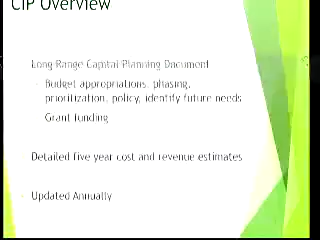 CIP Overview
Long Range Capital Planning Document
Budget appropriations, phasing,
prioritization, policy, identify future needs
Grant funding
Detailed five year cost and revenue estimates
Updated Annually